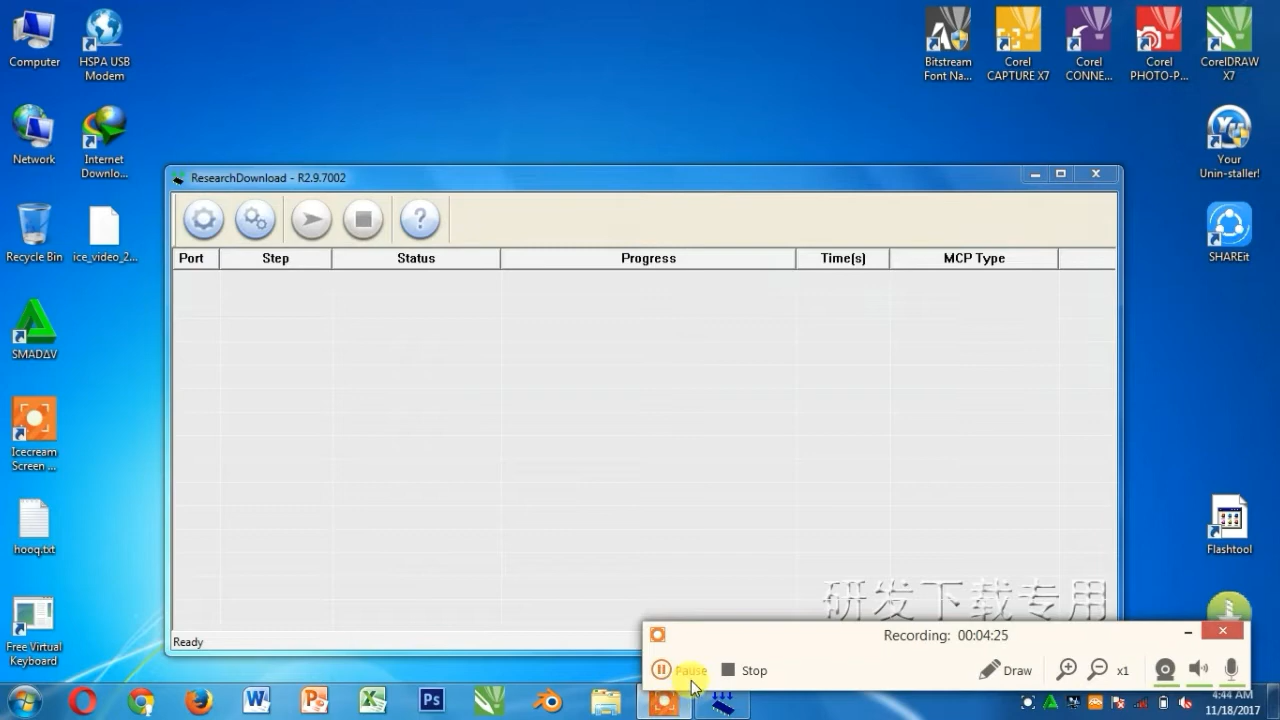 Computer
HSPA USB
Modem
Bitstream
Font Na...
Corel
CAPTURE X7
Corel
CONNE...
Corel
PHOTO-P...
CorelDRAW
X7
Network
Internet
Downlo...
Your
Unin-staller!
ResearchDownload - R2.9.7002
Recycle Bin
ice_video_2...
SHAREit
Port
Step
Status
Progress
Time(s)
MCP Type
SMADΔV
Icecream
Screen ...
hooq.txt
Flashtool
研发下载专用
Free Virtual
Keyboard
Ready
Recording: 00:04:25
Pause
Stop
Draw
x1
4:44 AM
11/18/2017